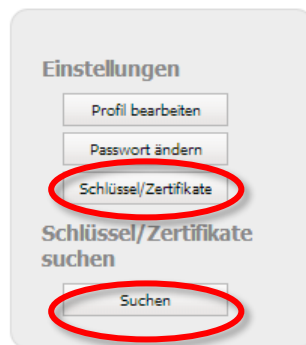 Einstellungen
Profil bearbeiten
Passwort ändern
Schlüssel/Zertifikate
Schlüssel/Zertifikate
suchen
Suchen